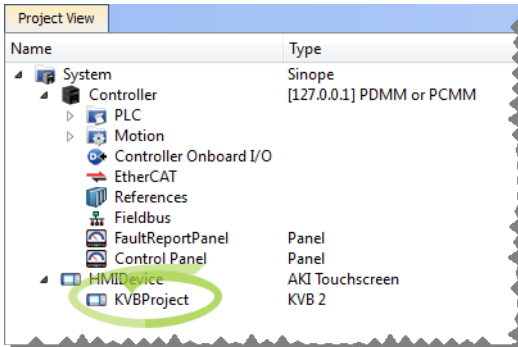 Project View
Name Type
System Sinope
Controller [127.0.0.1] PDMM or PCMM
PLC
Motion
Controller Onboard I/O
EtherCAT
References
Fieldbus
FaultReportPanel Panel
Control Panel Panel
HMIDevice AKI Touchscreen
KVBProject KVB 2